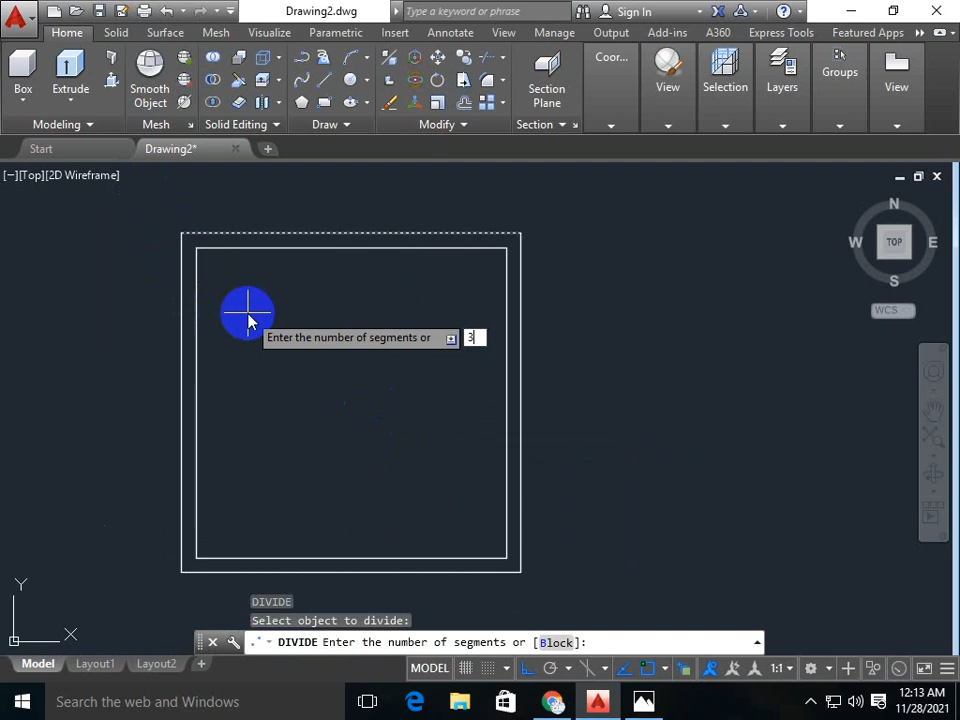 Drawing2.dwg
Type a keyword or phrase
Sign In
Home Solid Surface Mesh Visualize Parametric Insert Annotate View Manage Output Add-ins A360 Express Tools Featured Apps
Box
Extrude
Smooth Object
Section Plane
Coor...
View
Selection
Layers
Groups
View
Modeling
Mesh
Solid Editing
Draw
Modify
Section
Start
Drawing2*
[−][Top][2D Wireframe]
N
W TOP E
S
WCS
Enter the number of segments or 3
Y
X
DIVIDE
Select object to divide:
DIVIDE Enter the number of segments or [Block]:
Model Layout1 Layout2
MODEL
1:1
Search the web and Windows
12:13 AM
11/28/2021